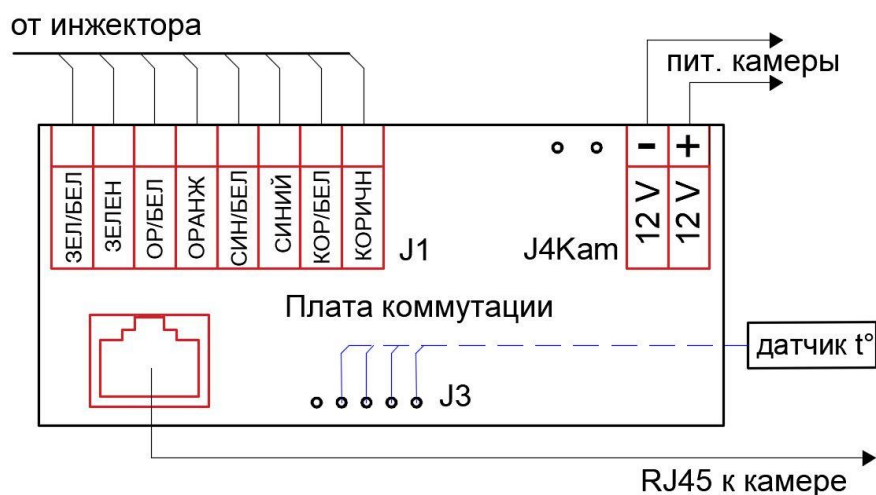 от инжектора
пит. камеры
- +
ЗЕЛ/БЕЛ
ЗЕЛЕН
ОР/БЕЛ
ОРАНЖ
СИН/БЕЛ
СИНИЙ
КОР/БЕЛ
КОРИЧН
J1
J4Kam
12 V
12 V
Плата коммутации
датчик t°
J3
RJ45 к камере